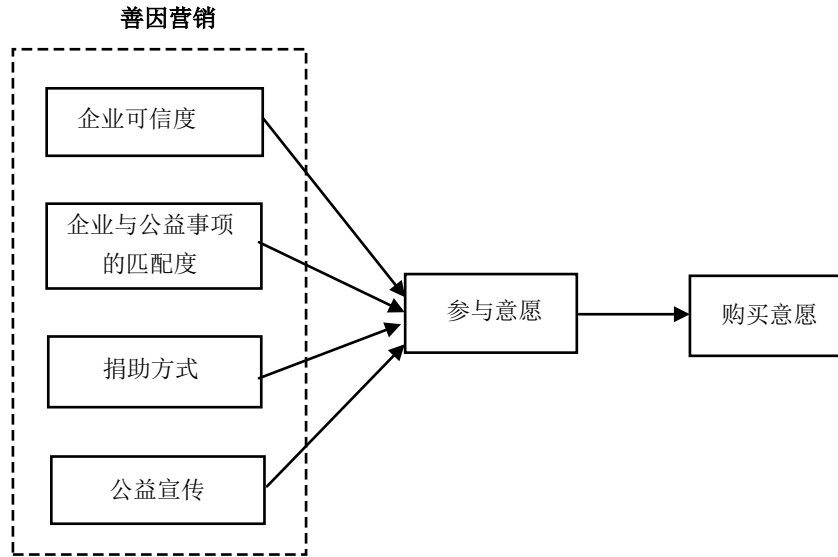 善因营销
企业可信度
企业与公益事项
的匹配度
捐助方式
公益宣传
参与意愿
购买意愿